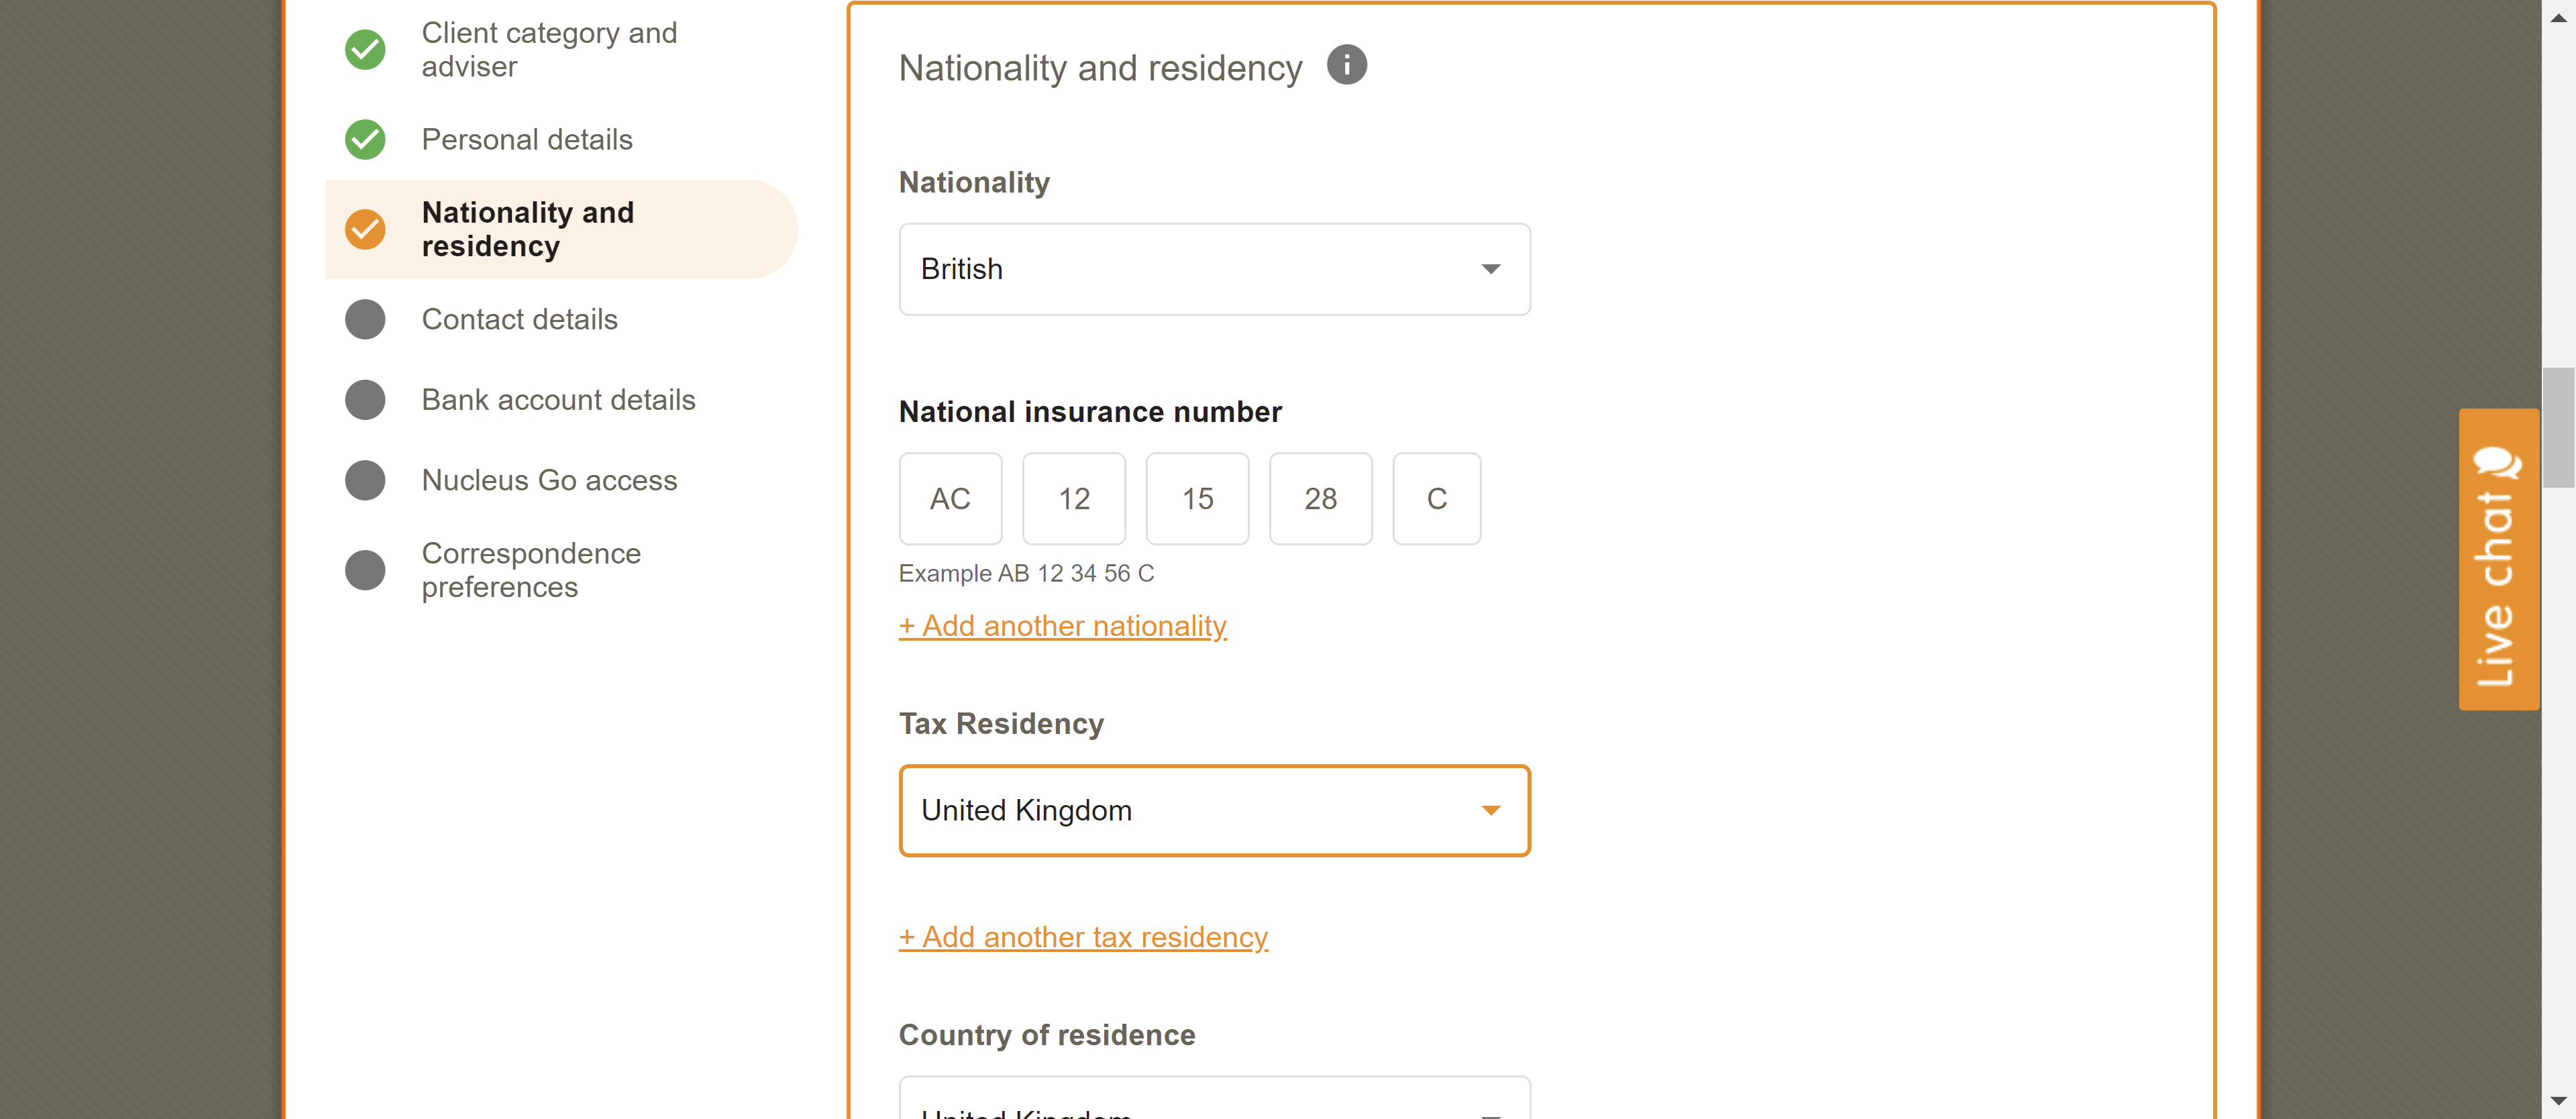 Client category and
adviser
Personal details
Nationality and
residency
Contact details
Bank account details
Nucleus Go access
Correspondence
preferences
Nationality and residency
Nationality
British
National insurance number
AC 12 15 28 C
Example AB 12 34 56 C
+ Add another nationality
Tax Residency
United Kingdom
+ Add another tax residency
Country of residence
United Kingdom
Live chat